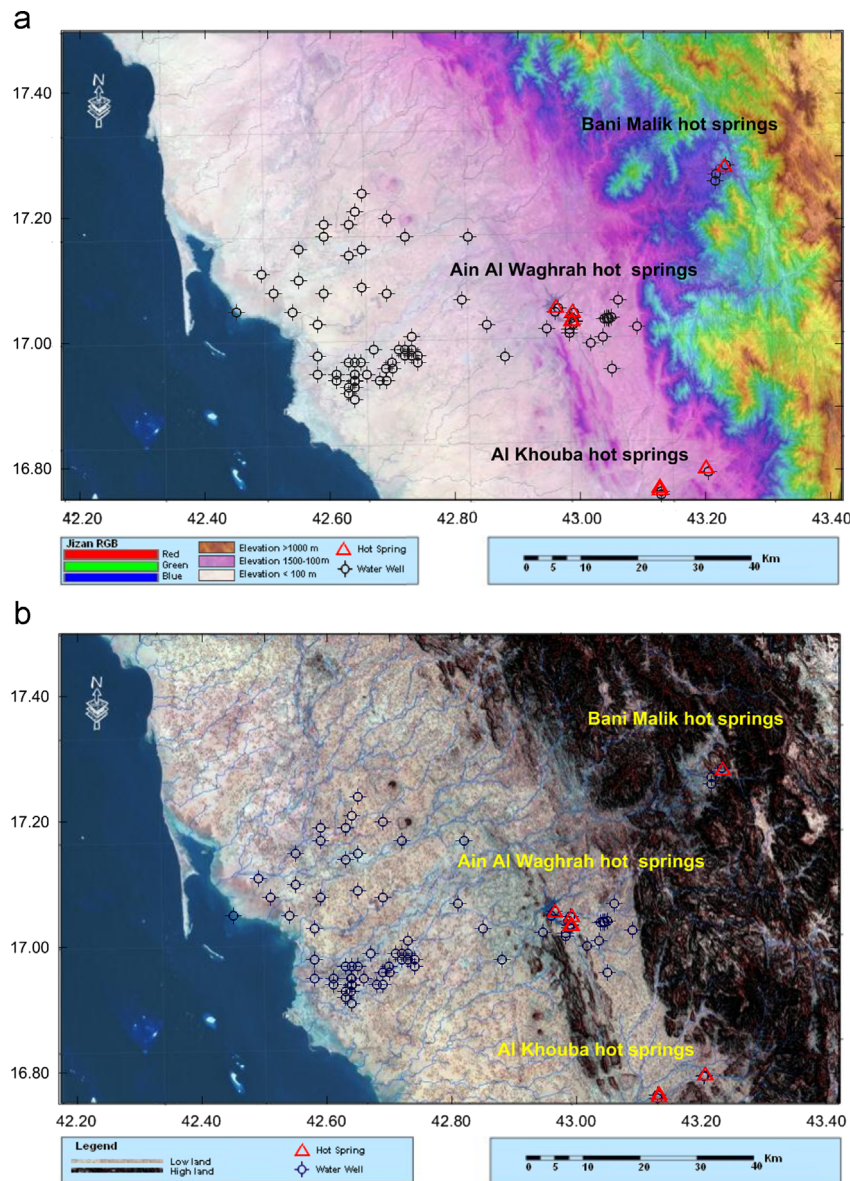 a
N
17.40
Bani Malik hot springs
17.20
Ain Al Waghrah hot springs
17.00
Al Khouba hot springs
16.80
42.20 42.40 42.60 42.80 43.00 43.20 43.40
Jizan RGB
Red
Green
Blue
Elevation >1000 m
Elevation 1500-100m
Elevation < 100 m
Hot Spring
Water Well
0 5 10 20 30 40 Km
b
N
17.40
Bani Malik hot springs
17.20
Ain Al Waghrah hot springs
17.00
Al Khouba hot springs
16.80
42.20 42.40 42.60 42.80 43.00 43.20 43.40
Legend
Low land
High land
Hot Spring
Water Well
0 5 10 20 30 40 Km